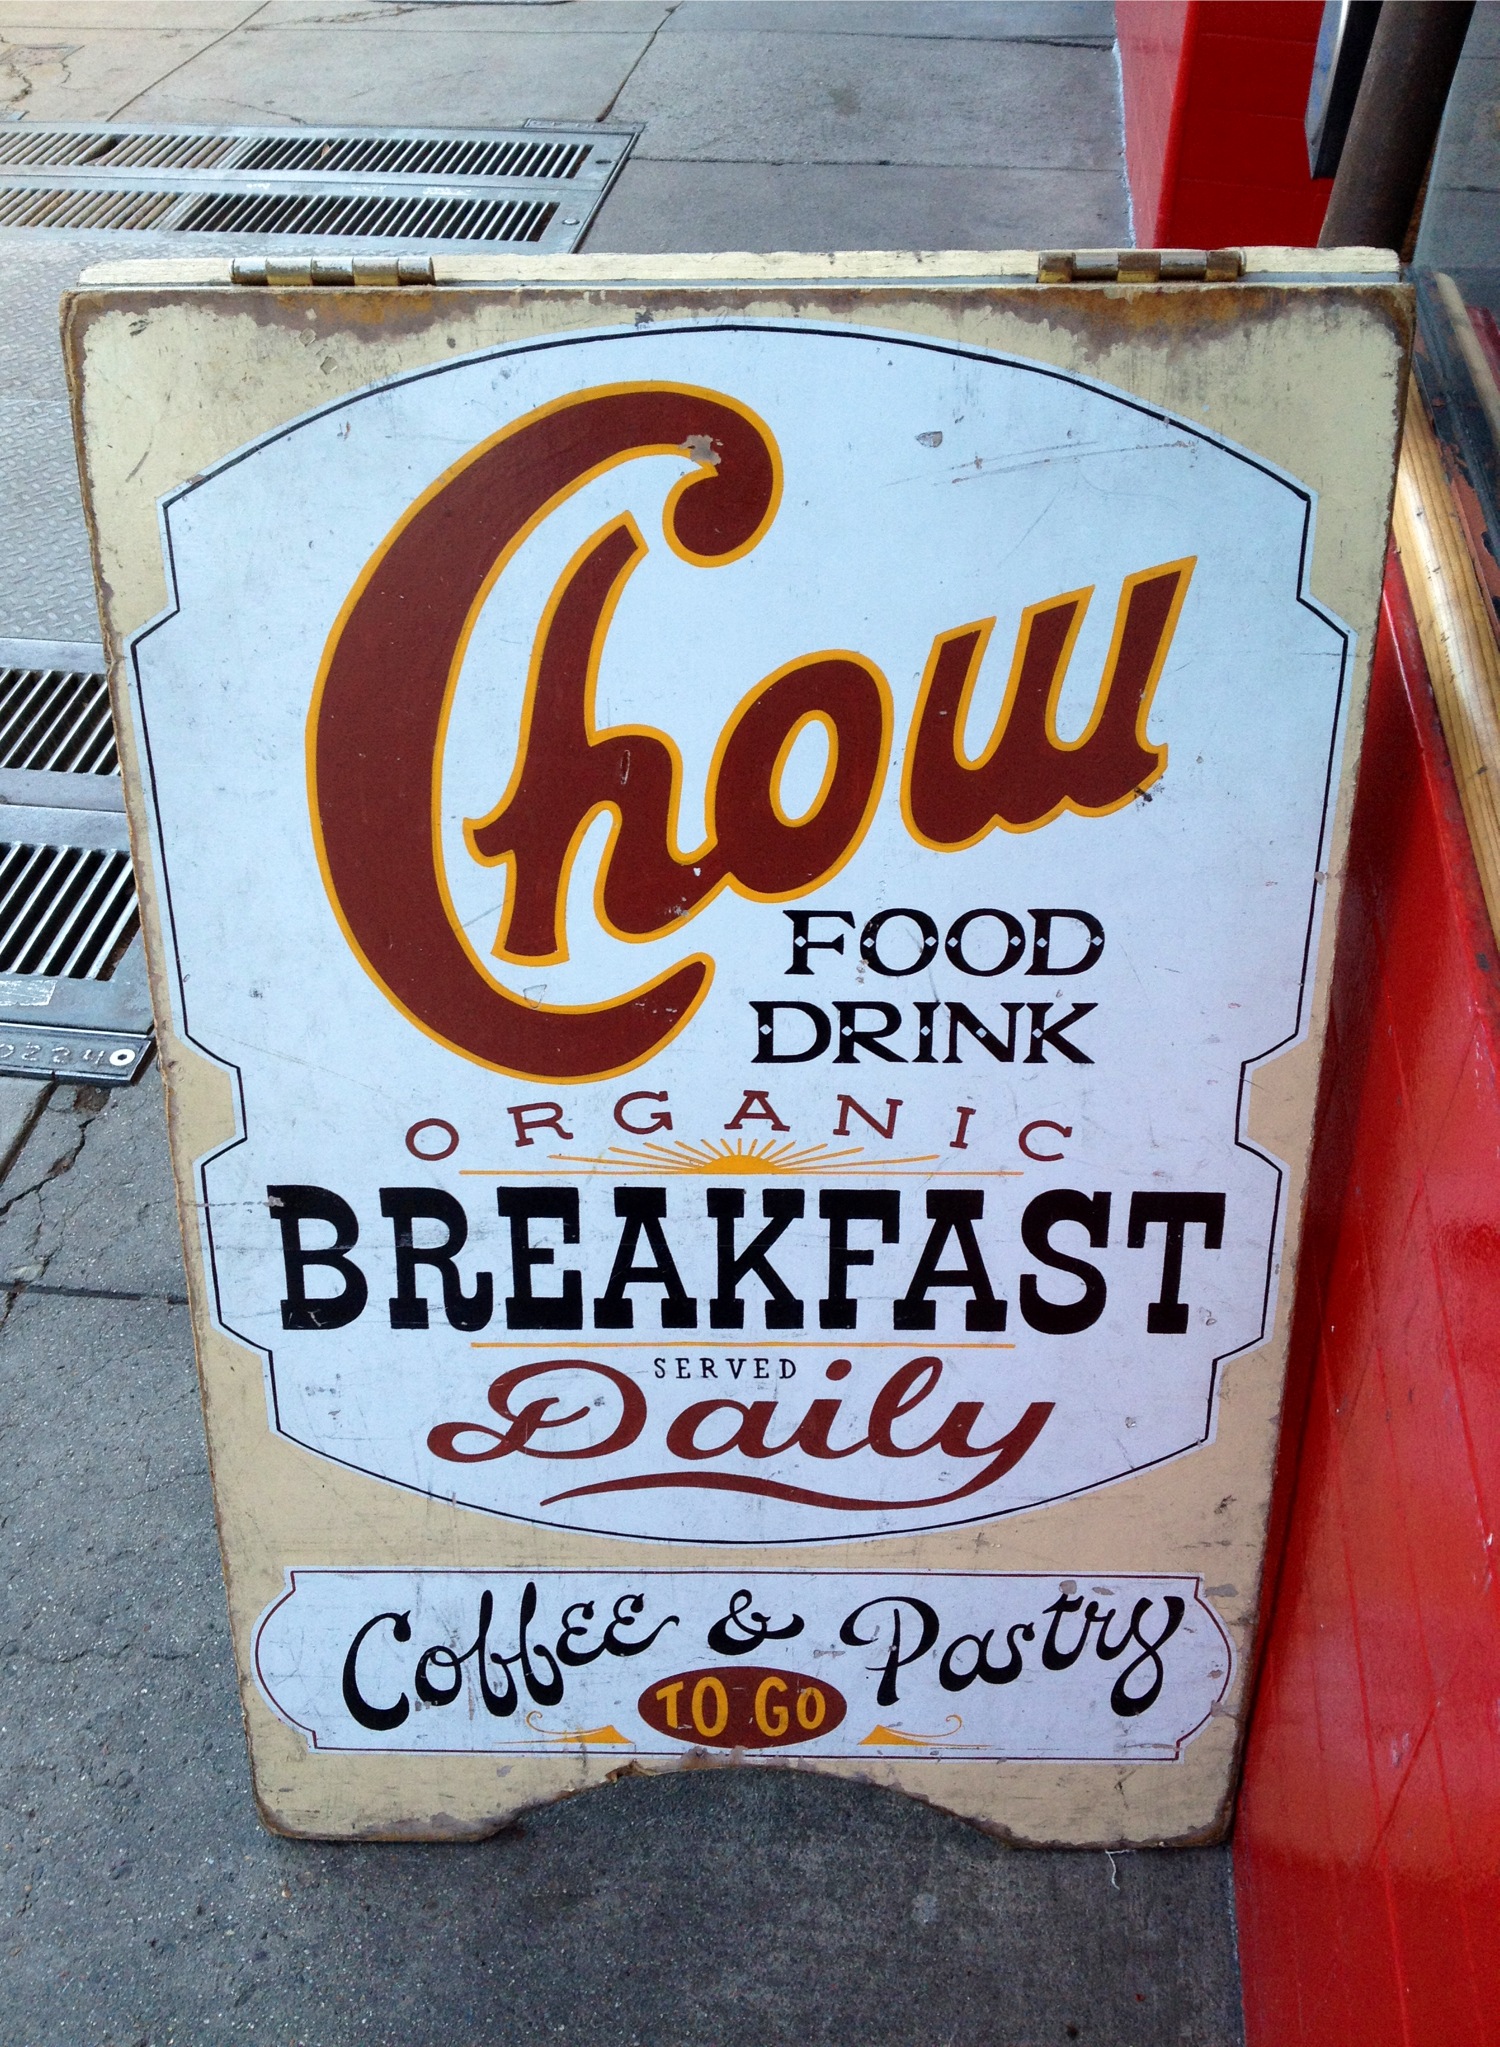 Chow
FOOD
DRINK
ORGANIC
BREAKFAST
SERVED
Daily
Coffee & Pastry
TO GO